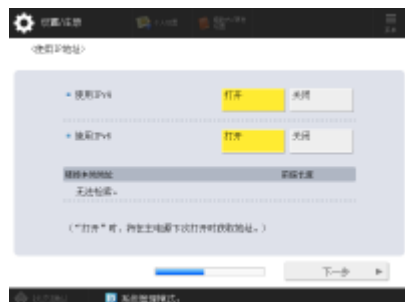 设置/注册
<使用IP地址>
• 使用IPv4 打开 关闭
• 使用IPv6 打开 关闭
链接本地地址 前缀长度
无法检索。
（“打开”时，将在主电源下次打开时获取地址。）
下一步
系统管理模式。